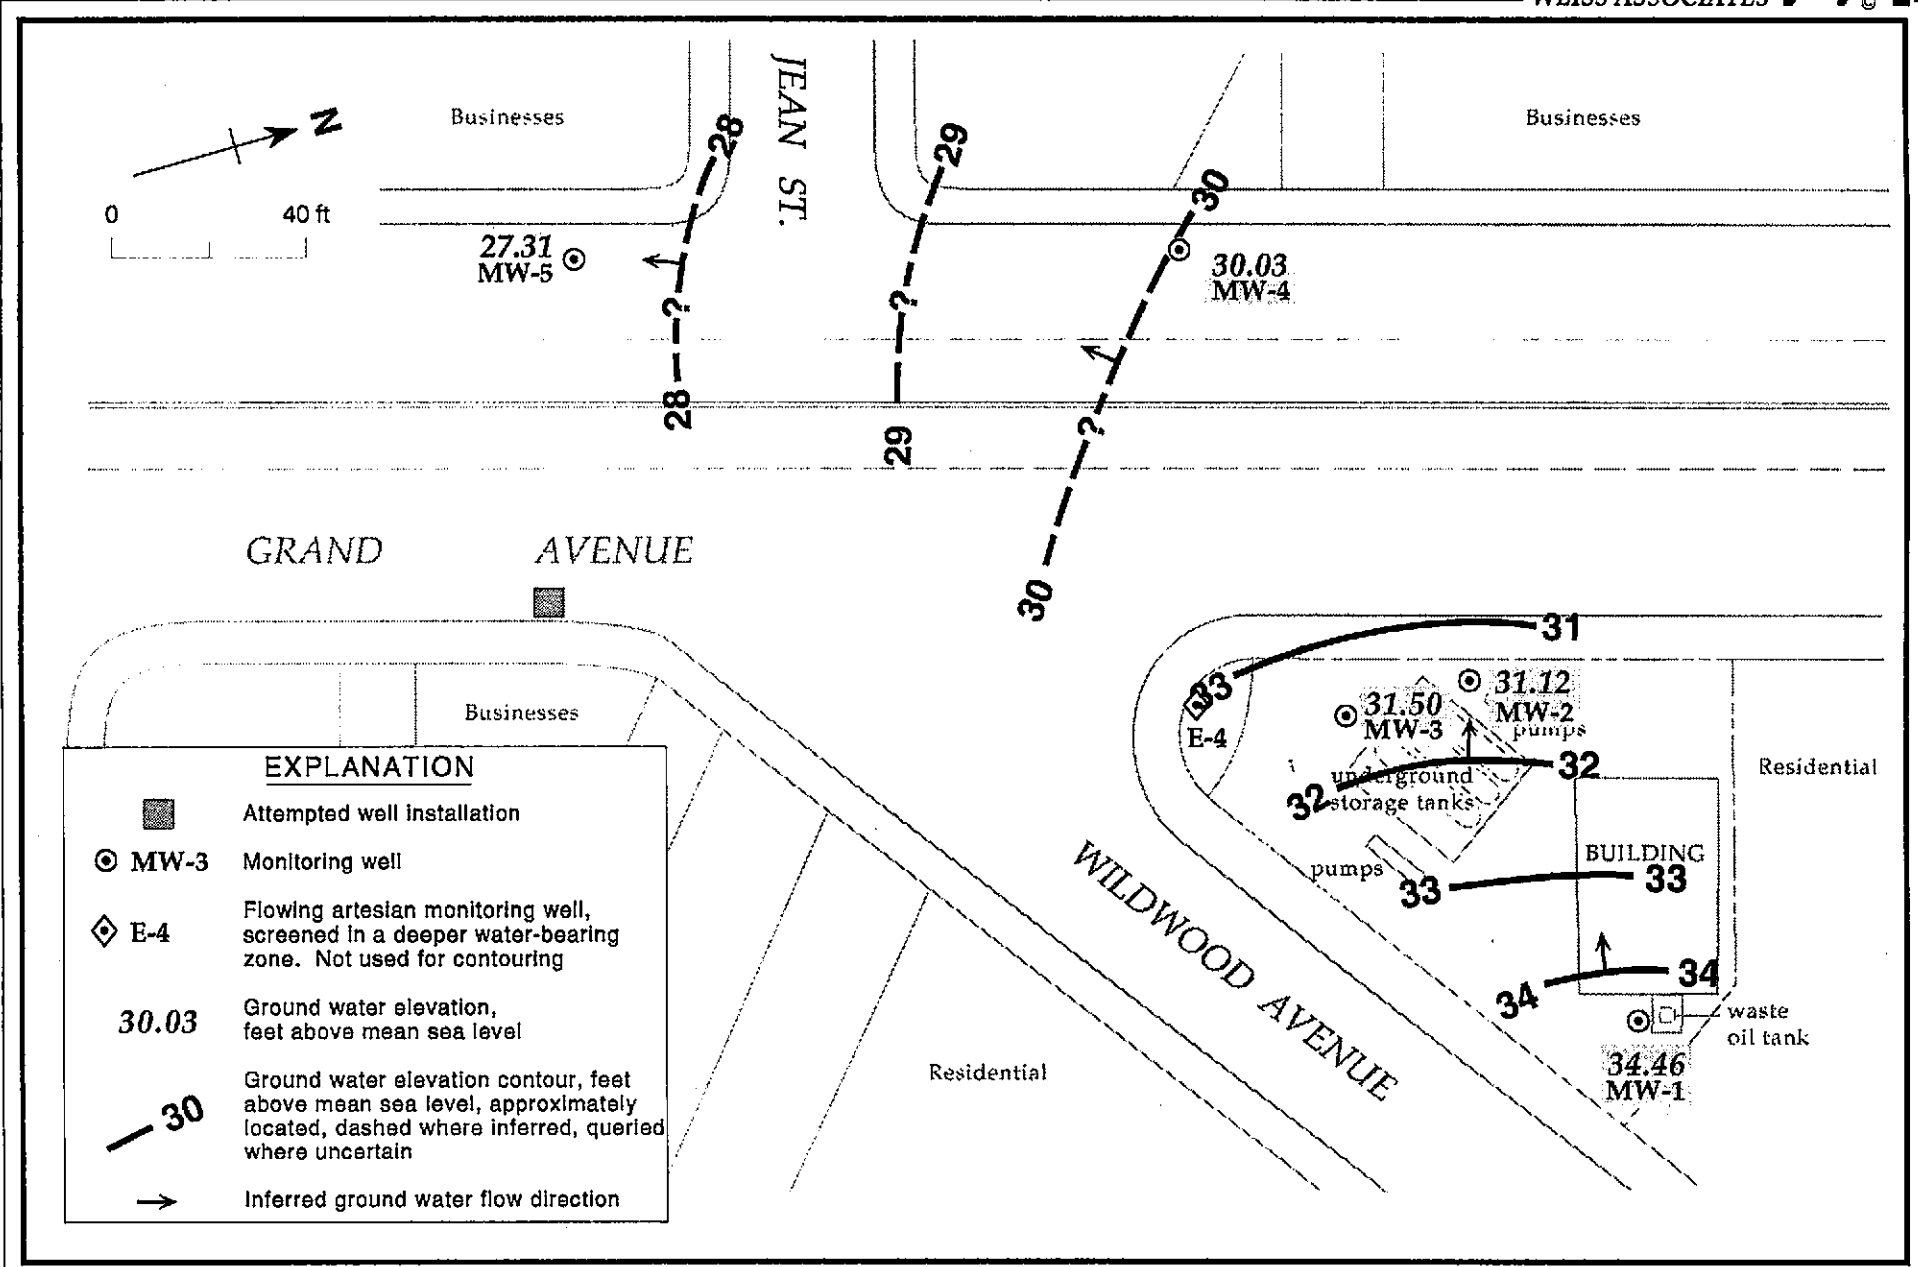 WEISS ASSOCIATES
N
0 40 ft
Businesses
JEAN ST.
Businesses
28
29
30
27.31
MW-5
30.03
MW-4
?
?
?
28
29
30
GRAND AVENUE
31
33
E-4
31.50
MW-3
31.12
MW-2
pumps
32
32
underground
storage tanks
Residential
BUILDING
pumps
33
33
34
34
waste
oil tank
34.46
MW-1
WILDWOOD AVENUE
Residential
Businesses
EXPLANATION
Attempted well installation
MW-3 Monitoring well
E-4 Flowing artesian monitoring well,
screened in a deeper water-bearing
zone. Not used for contouring
30.03 Ground water elevation,
feet above mean sea level
30 Ground water elevation contour, feet
above mean sea level, approximately
located, dashed where inferred, queried
where uncertain
Inferred ground water flow direction